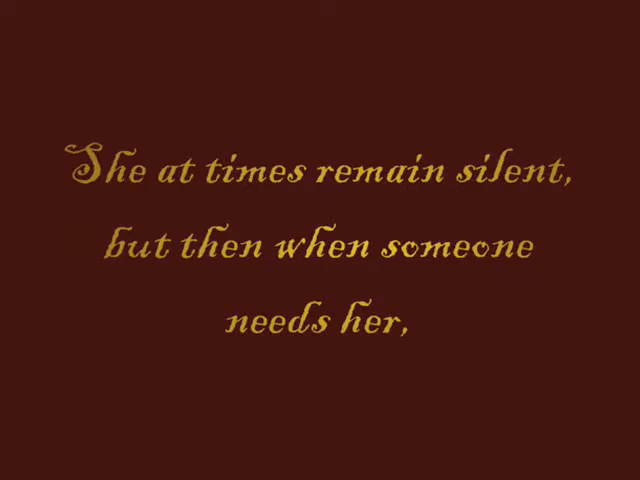 She at times remain silent,
but then when someone
needs her,